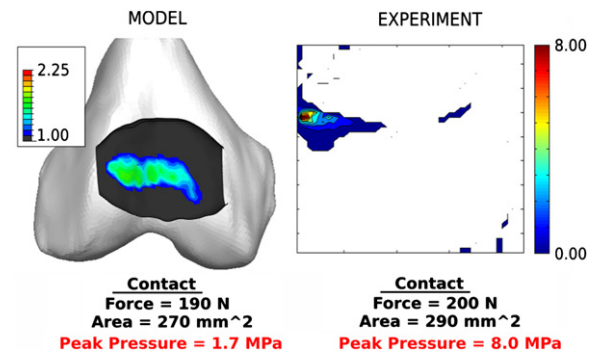 MODEL
EXPERIMENT
2.25
1.00
8.00
0.00
Contact
Force = 190 N
Area = 270 mm^2
Peak Pressure = 1.7 MPa
Contact
Force = 200 N
Area = 290 mm^2
Peak Pressure = 8.0 MPa